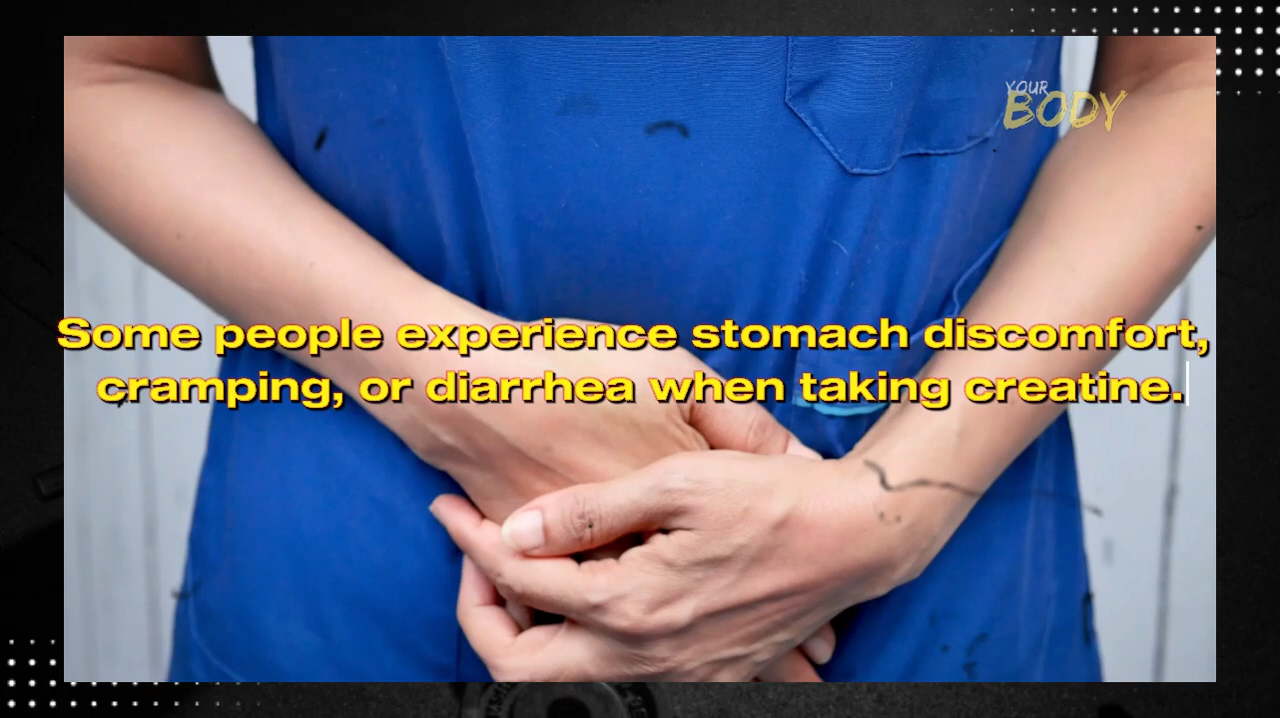 YOUR
BODY
Some people experience stomach discomfort,
cramping, or diarrhea when taking creatine.